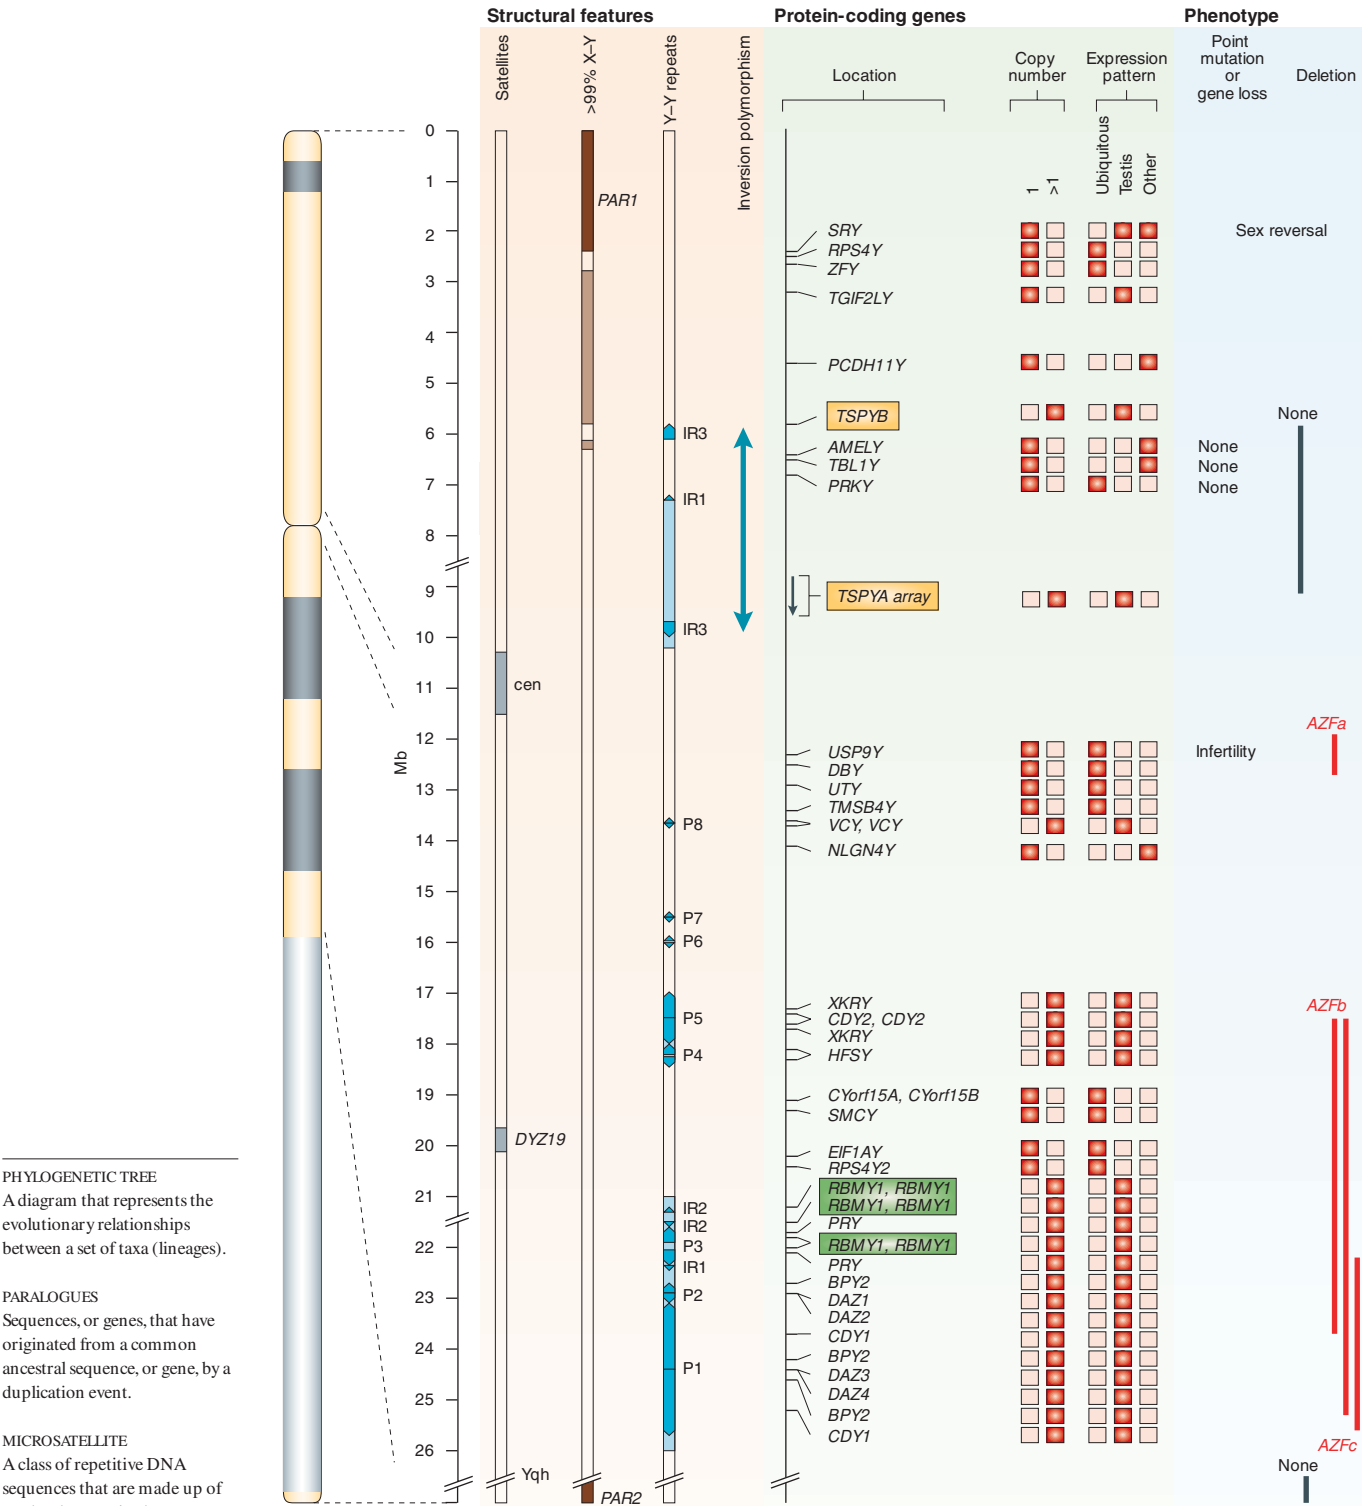 Structural features
Protein-coding genes
Phenotype
Satellites
>99% X–Y
Y–Y repeats
Inversion polymorphism
Location
Copy
number
Expression
pattern
Point
mutation
or
gene loss
Deletion
1
>1
Ubiquitous
Testis
Other
0
1
PAR1
2
SRY
Sex reversal
RPS4Y
ZFY
3
TGIF2LY
4
PCDH11Y
5
TSPYB
None
6
IR3
AMELY
None
TBL1Y
None
7
PRKY
None
IR1
8
9
TSPYA array
10
IR3
11
cen
12
AZFa
Mb
USP9Y
Infertility
DBY
13
UTY
TMSB4Y
P8
VCY, VCY
14
NLGN4Y
15
P7
16
P6
17
XKRY
AZFb
P5
CDY2, CDY2
XKRY
18
P4
HFSY
19
CYorf15A, CYorf15B
SMCY
20
DYZ19
EIF1AY
RPS4Y2
21
RBMY1, RBMY1
IR2
RBMY1, RBMY1
IR2
PRY
22
P3
RBMY1, RBMY1
IR1
PRY
BPY2
23
P2
DAZ1
DAZ2
CDY1
24
BPY2
P1
DAZ3
DAZ4
25
BPY2
CDY1
26
AZFc
Yqh
None
PAR2
PHYLOGENETIC TREE
A diagram that represents the
evolutionary relationships
between a set of taxa (lineages).
PARALOGUES
Sequences, or genes, that have
originated from a common
ancestral sequence, or gene, by a
duplication event.
MICROSATELLITE
A class of repetitive DNA
sequences that are made up of